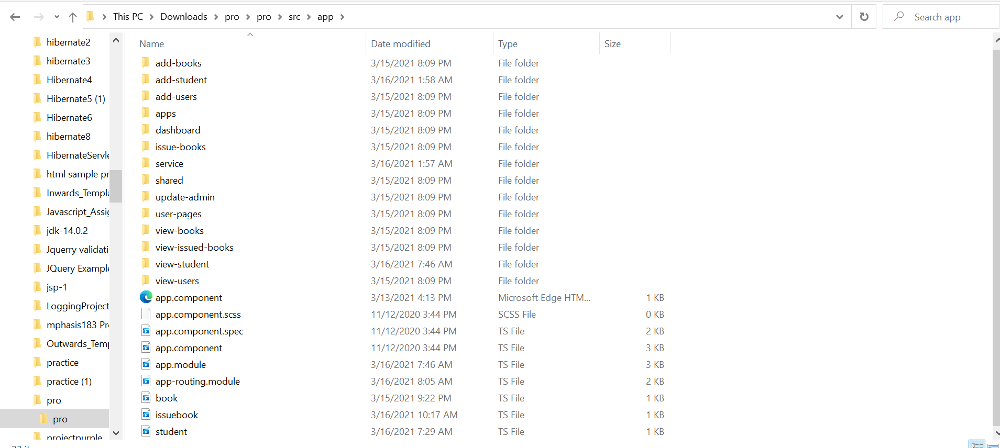 This PC > Downloads > pro > pro > src > app >
Search app
hibernate2
hibernate3
Hibernate4
Hibernate5 (1)
Hibernate6
hibernate8
HibernateServle
html sample pr
Inwards_Templa
Javascript_Assig
jdk-14.0.2
Jquerry validati
JQuery Example
jsp-1
LoggingProject
mphasis183 Pr
Outwards_Temp
practice
practice (1)
pro
pro
projectpurple
Name Date modified Type Size
add-books 3/15/2021 8:09 PM File folder
add-student 3/16/2021 1:58 AM File folder
add-users 3/15/2021 8:09 PM File folder
apps 3/15/2021 8:09 PM File folder
dashboard 3/15/2021 8:09 PM File folder
issue-books 3/15/2021 8:09 PM File folder
service 3/16/2021 1:57 AM File folder
shared 3/15/2021 8:09 PM File folder
update-admin 3/15/2021 8:09 PM File folder
user-pages 3/15/2021 8:09 PM File folder
view-books 3/15/2021 8:09 PM File folder
view-issued-books 3/15/2021 8:09 PM File folder
view-student 3/16/2021 7:46 AM File folder
view-users 3/15/2021 8:09 PM File folder
app.component 3/13/2021 4:13 PM Microsoft Edge HTM... 1 KB
app.component.scss 11/12/2020 3:44 PM SCSS File 0 KB
app.component.spec 11/12/2020 3:44 PM TS File 2 KB
app.component 11/12/2020 3:44 PM TS File 3 KB
app.module 3/16/2021 7:46 AM TS File 3 KB
app-routing.module 3/16/2021 8:05 AM TS File 2 KB
book 3/15/2021 9:22 PM TS File 1 KB
issuebook 3/16/2021 10:17 AM TS File 1 KB
student 3/16/2021 7:29 AM TS File 1 KB